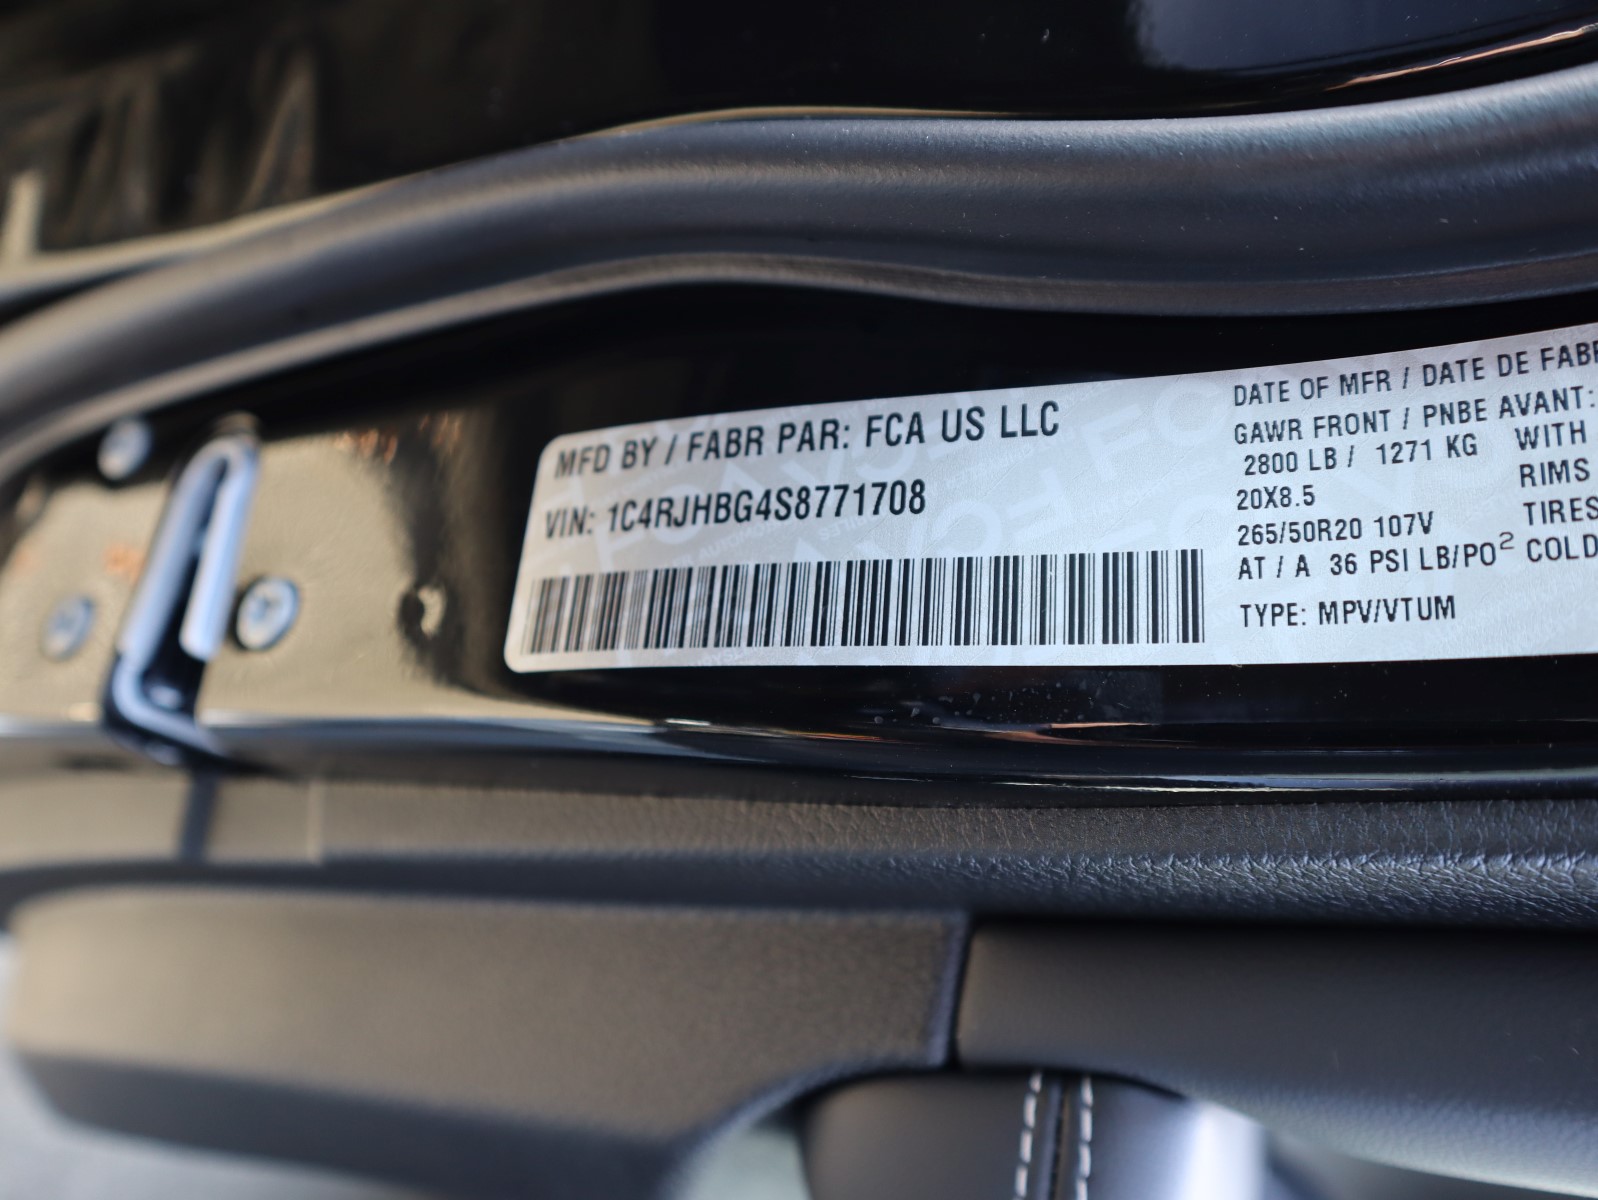 MFD BY / FABR PAR: FCA US LLC
VIN: 1C4RJHBG4S8771708
DATE OF MFR / DATE DE FABR
GAWR FRONT / PNBE AVANT:
2800 LB / 1271 KG WITH
20X8.5 RIMS
265/50R20 107V TIRES
AT / A 36 PSI LB/PO² COLD
TYPE: MPV/VTUM